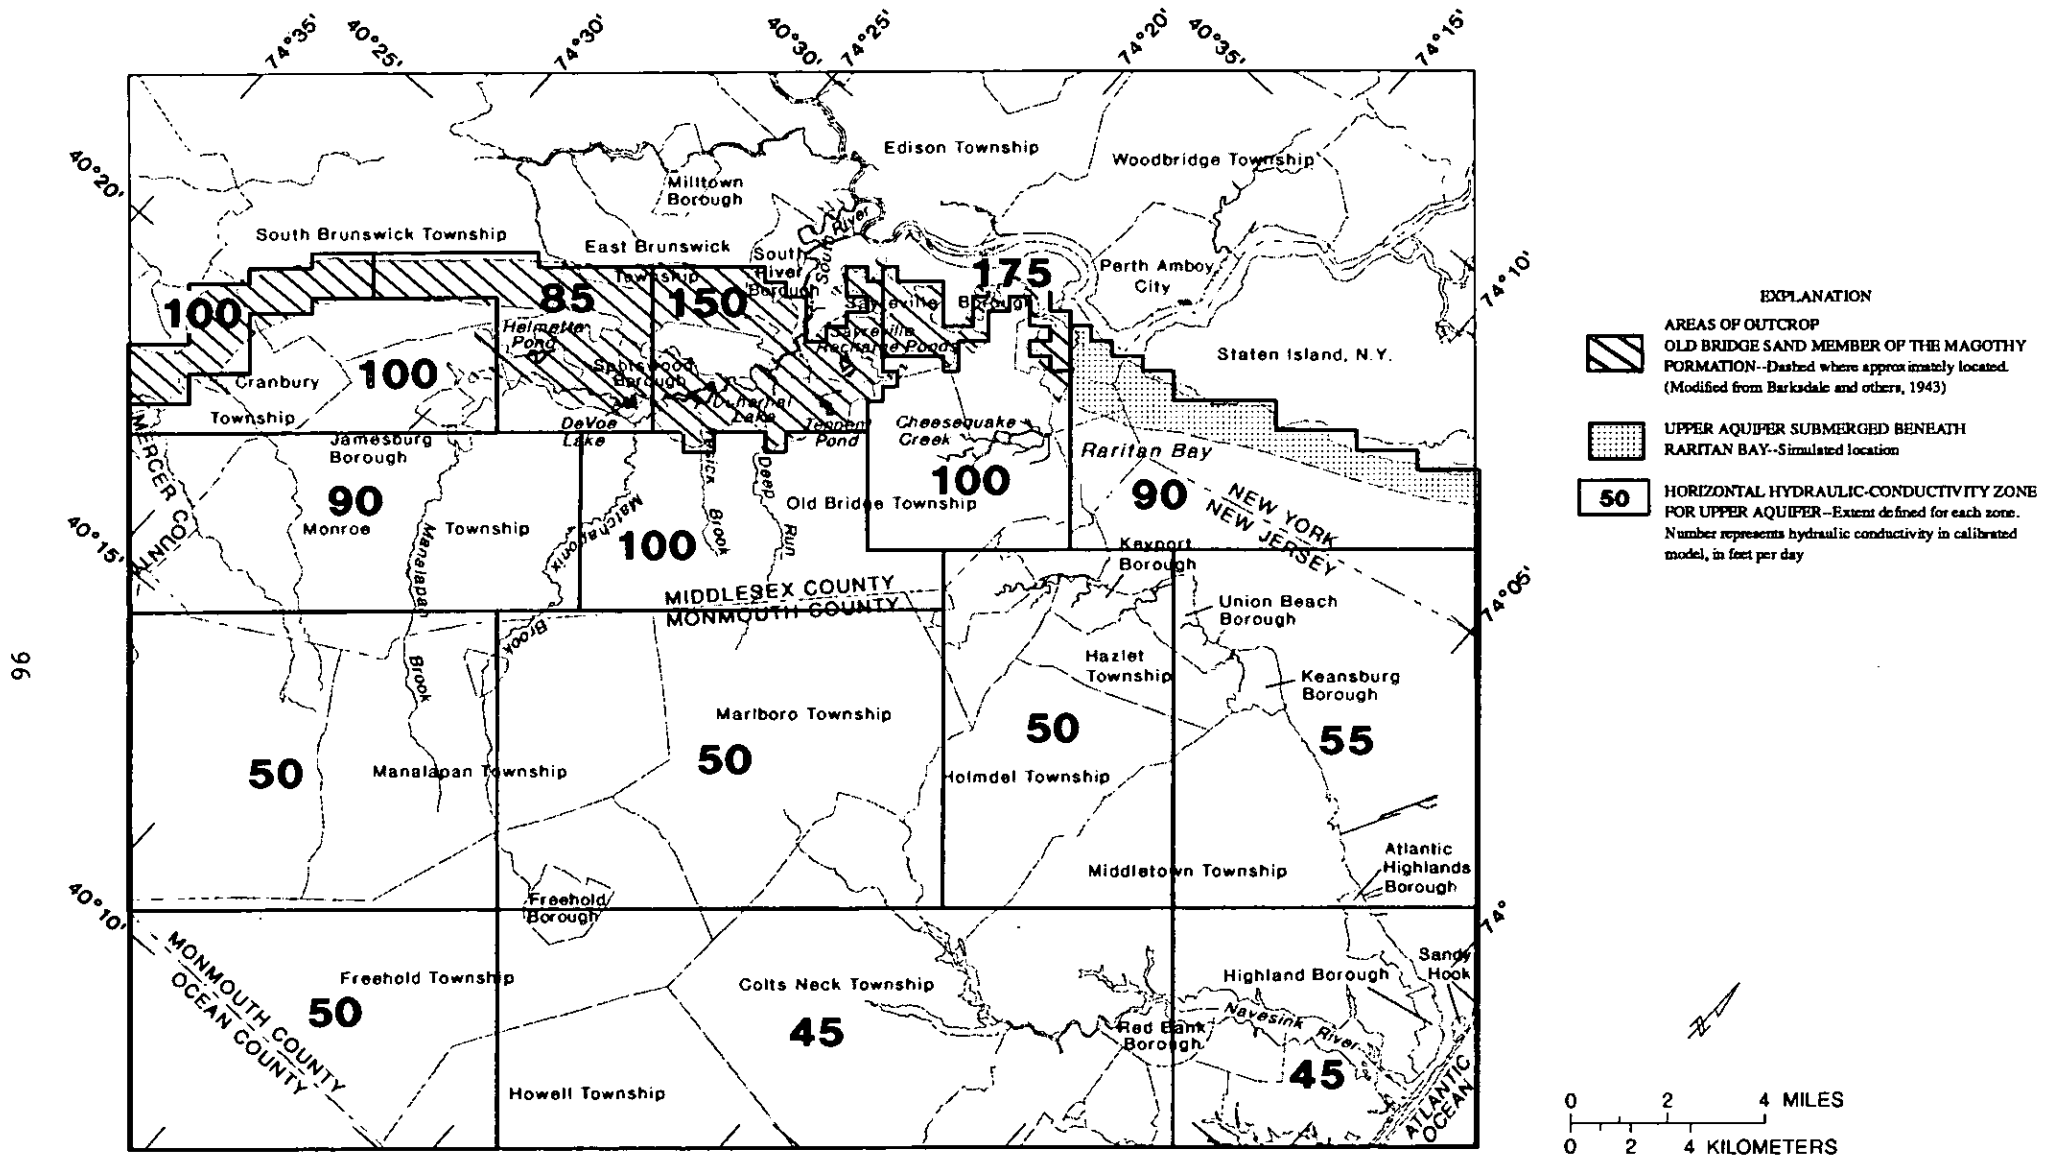 74°35'
40°25'
74°30'
40°30'
74°25'
74°20'
40°35'
74°15'
40°20'
Edison Township
Woodbridge Township
Milltown
Borough
South River
South Brunswick Township
East Brunswick
Township
South
River
Borough
175
Perth Amboy
City
74°10'
100
85
150
Sayreville
Borough
Helmetta
Pond
Sayreville
Recharge Ponds
Staten Island, N.Y.
Cranbury
Township
100
Spotswood
Borough
Duhernal
Lake
DeVoe
Lake
Tennent
Pond
Cheesequake
Creek
MERCER COUNTY
Jamesburg
Borough
Raritan Bay
90
Monroe
Township
100
Old Bridge Township
100
90
NEW YORK
NEW JERSEY
Manalapan
Brook
Matchaponix
Brook
Brook
Deep
Run
40°15'
Keyport
Borough
MIDDLESEX COUNTY
MONMOUTH COUNTY
74°05'
Union Beach
Borough
96
Hazlet
Township
Keansburg
Borough
Marlboro Township
50
Manalapan Township
50
50
55
Holmdel Township
Middletown Township
Atlantic
Highlands
Borough
40°10'
Freehold
Borough
74°
MONMOUTH COUNTY
OCEAN COUNTY
Freehold Township
50
Colts Neck Township
45
Highland Borough
Sandy
Hook
Red Bank
Borough
Navesink River
45
Howell Township
ATLANTIC
OCEAN
EXPLANATION
AREAS OF OUTCROP
OLD BRIDGE SAND MEMBER OF THE MAGOTHY
FORMATION--Dashed where approximately located.
(Modified from Barksdale and others, 1943)
UPPER AQUIFER SUBMERGED BENEATH
RARITAN BAY--Simulated location
50
HORIZONTAL HYDRAULIC-CONDUCTIVITY ZONE
FOR UPPER AQUIFER--Extent defined for each zone.
Number represents hydraulic conductivity in calibrated
model, in feet per day
N
0 2 4 MILES
0 2 4 KILOMETERS